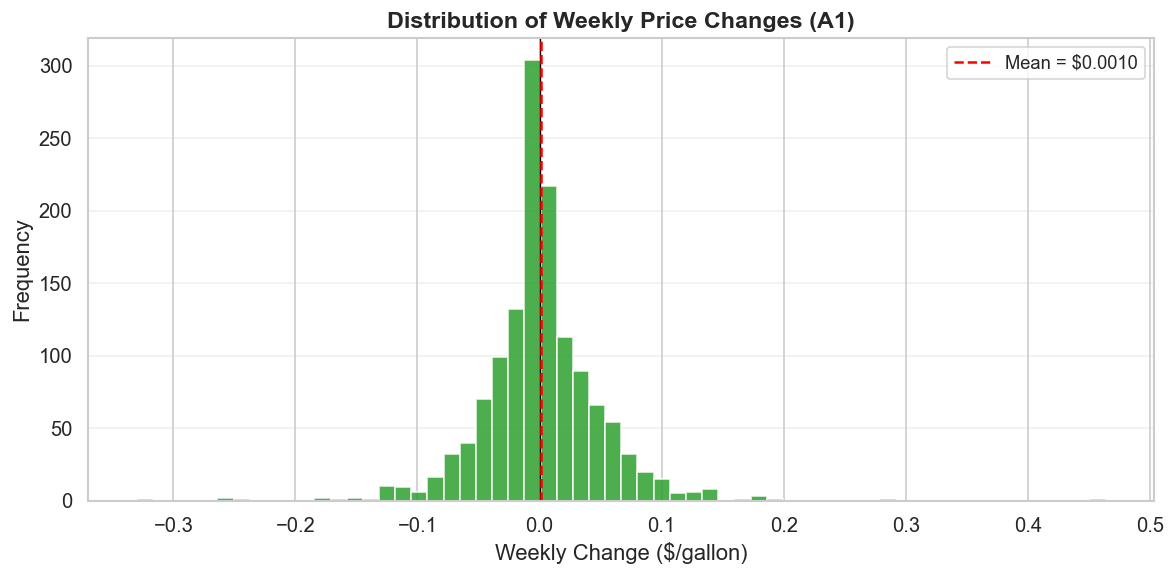 Distribution of Weekly Price Changes (A1)
Mean = $0.0010
300
250
200
150
100
50
0
Frequency
−0.3 −0.2 −0.1 0.0 0.1 0.2 0.3 0.4 0.5
Weekly Change ($/gallon)